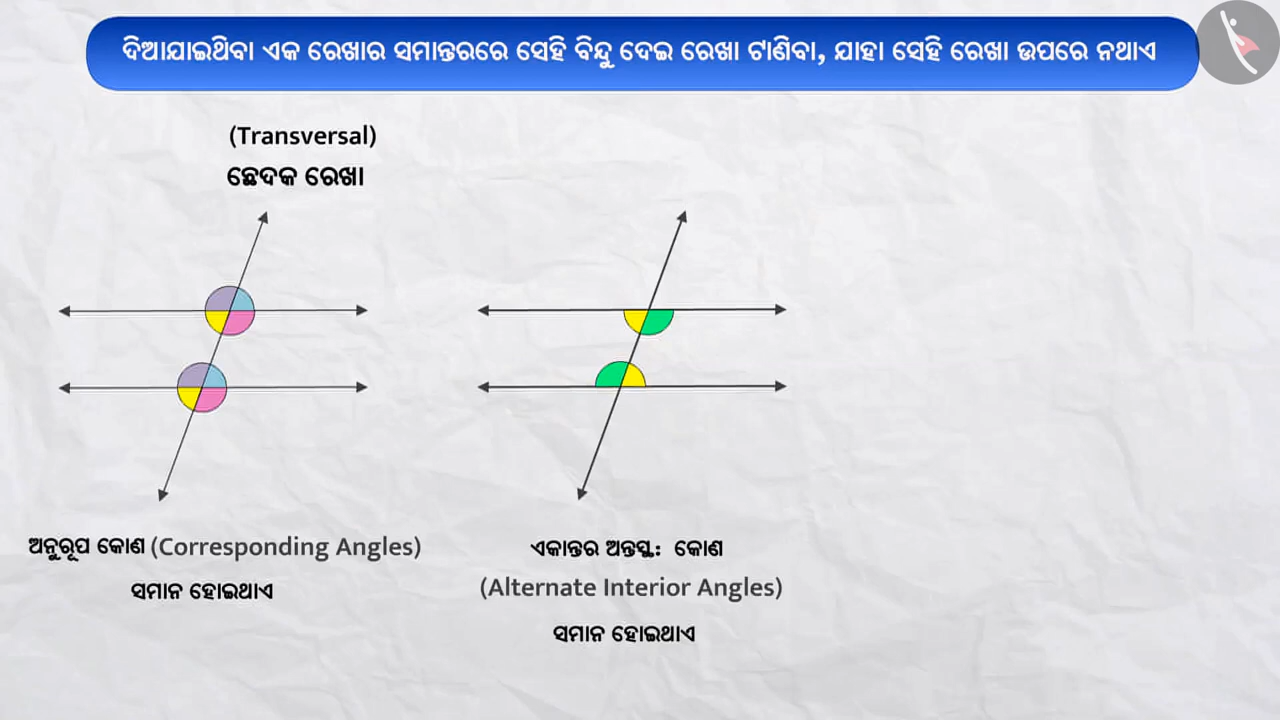 ଦିଆଯାଇଥିବା ଏକ ରେଖାର ସମାନ୍ତରରେ ସେହି ବିନ୍ଦୁ ଦେଇ ରେଖା ଟାଣିବା, ଯାହା ସେହି ରେଖା ଉପରେ ନଥାଏ
(Transversal)
ଛେଦକ ରେଖା
ଅନୁରୂପ କୋଣ (Corresponding Angles)
ସମାନ ହୋଇଥାଏ
ଏକାନ୍ତର ଅନ୍ତସ୍ଥ: କୋଣ
(Alternate Interior Angles)
ସମାନ ହୋଇଥାଏ